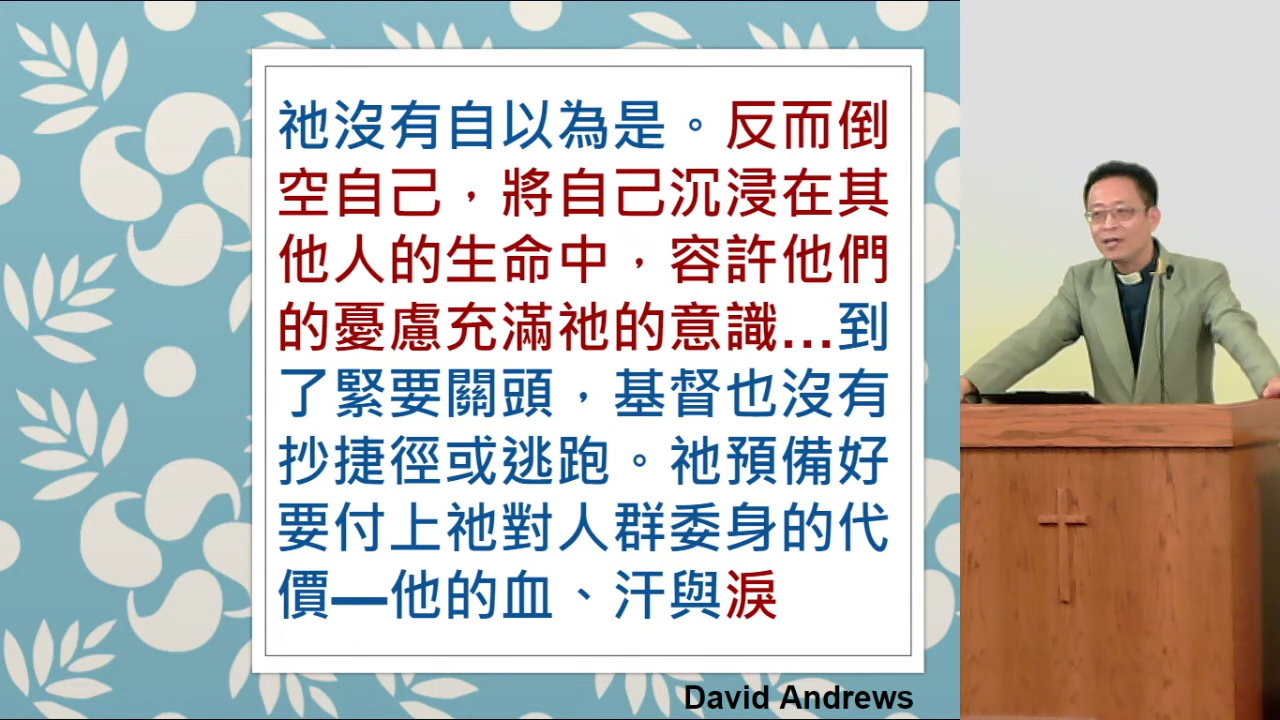 祂沒有自以為是。反而倒
空自己，將自己沉浸在其
他人的生命中，容許他們
的憂慮充滿祂的意識...到
了緊要關頭，基督也沒有
抄捷徑或逃跑。祂預備好
要付上祂對人群委身的代
價—他的血、汗與淚
David Andrews